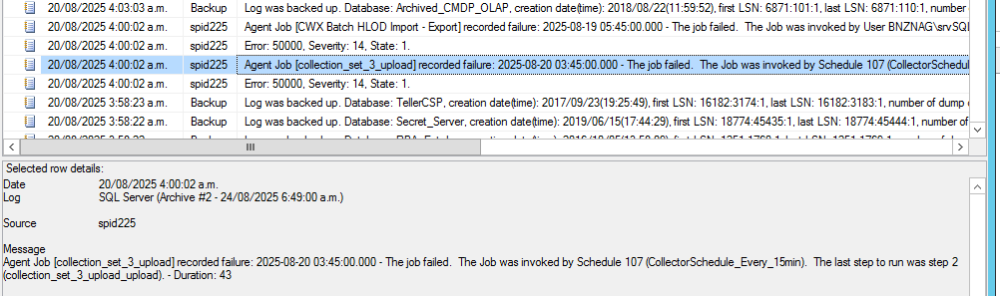 20/08/2025 4:03:03 a.m. Backup Log was backed up. Database: Archived_CMDP_OLAP, creation date(time): 2018/08/22(11:59:52), first LSN: 6871:101:1, last LSN: 6871:110:1, number
20/08/2025 4:00:02 a.m. spid225 Agent Job [CWX Batch HLOD Import - Export] recorded failure: 2025-08-19 05:45:00.000 - The job failed. The Job was invoked by User BNZNAG\srvSQL
20/08/2025 4:00:02 a.m. spid225 Error: 50000, Severity: 14, State: 1.
20/08/2025 4:00:02 a.m. spid225 Agent Job [collection_set_3_upload] recorded failure: 2025-08-20 03:45:00.000 - The job failed. The Job was invoked by Schedule 107 (CollectorSchedul
20/08/2025 4:00:02 a.m. spid225 Error: 50000, Severity: 14, State: 1.
20/08/2025 3:58:23 a.m. Backup Log was backed up. Database: TellerCSP, creation date(time): 2017/09/23(19:25:49), first LSN: 16182:3174:1, last LSN: 16182:3183:1, number of dump
20/08/2025 3:58:22 a.m. Backup Log was backed up. Database: Secret_Server, creation date(time): 2019/06/15(17:44:29), first LSN: 18774:45435:1, last LSN: 18774:45444:1, number of
Selected row details:
Date 20/08/2025 4:00:02 a.m.
Log SQL Server (Archive #2 - 24/08/2025 6:49:00 a.m.)
Source spid225
Message
Agent Job [collection_set_3_upload] recorded failure: 2025-08-20 03:45:00.000 - The job failed. The Job was invoked by Schedule 107 (CollectorSchedule_Every_15min). The last step to run was step 2
(collection_set_3_upload_upload). - Duration: 43